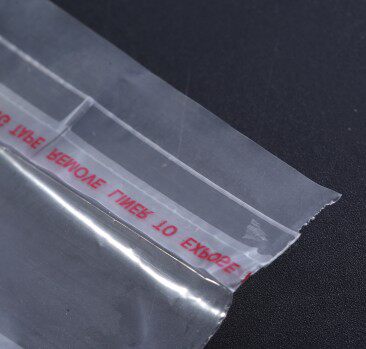 G TAPE REMOVE LINER TO EXPOSE